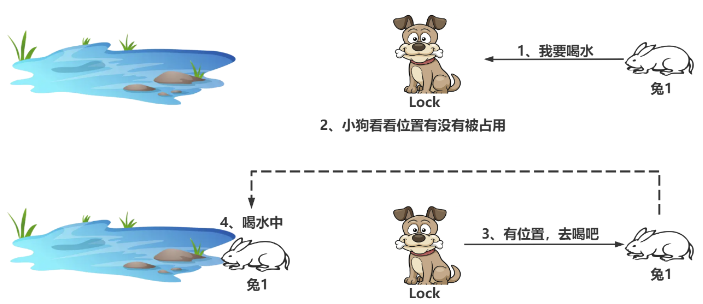 1、我要喝水
Lock
兔1
2、小狗看看位置有没有被占用
4、喝水中
3、有位置，去喝吧
兔1
Lock
兔1